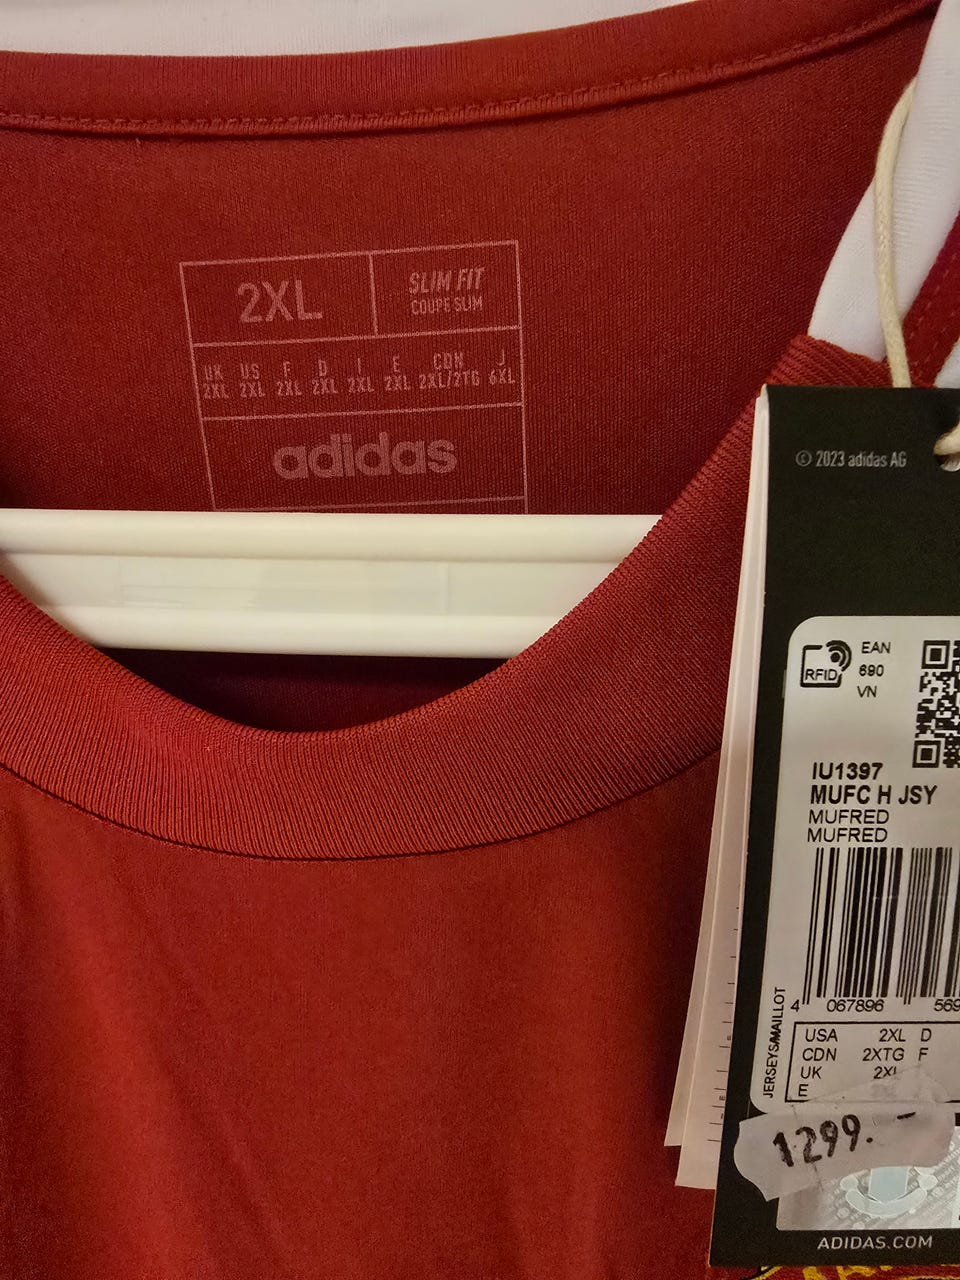 2XL
SLIM FIT
COUPE SLIM
UK US F D I E CDN J
2XL 2XL 2XL 2XL 2XL 2XL 2XL/2TG 6XL
adidas
© 2023 adidas AG
RFID
EAN
690
VN
IU1397
MUFC H JSY
MUFRED
MUFRED
4 067896 569
JERSEYS/MAILLOT
USA 2XL D
CDN 2XTG F
UK 2XL
E
1299.-
ADIDAS.COM